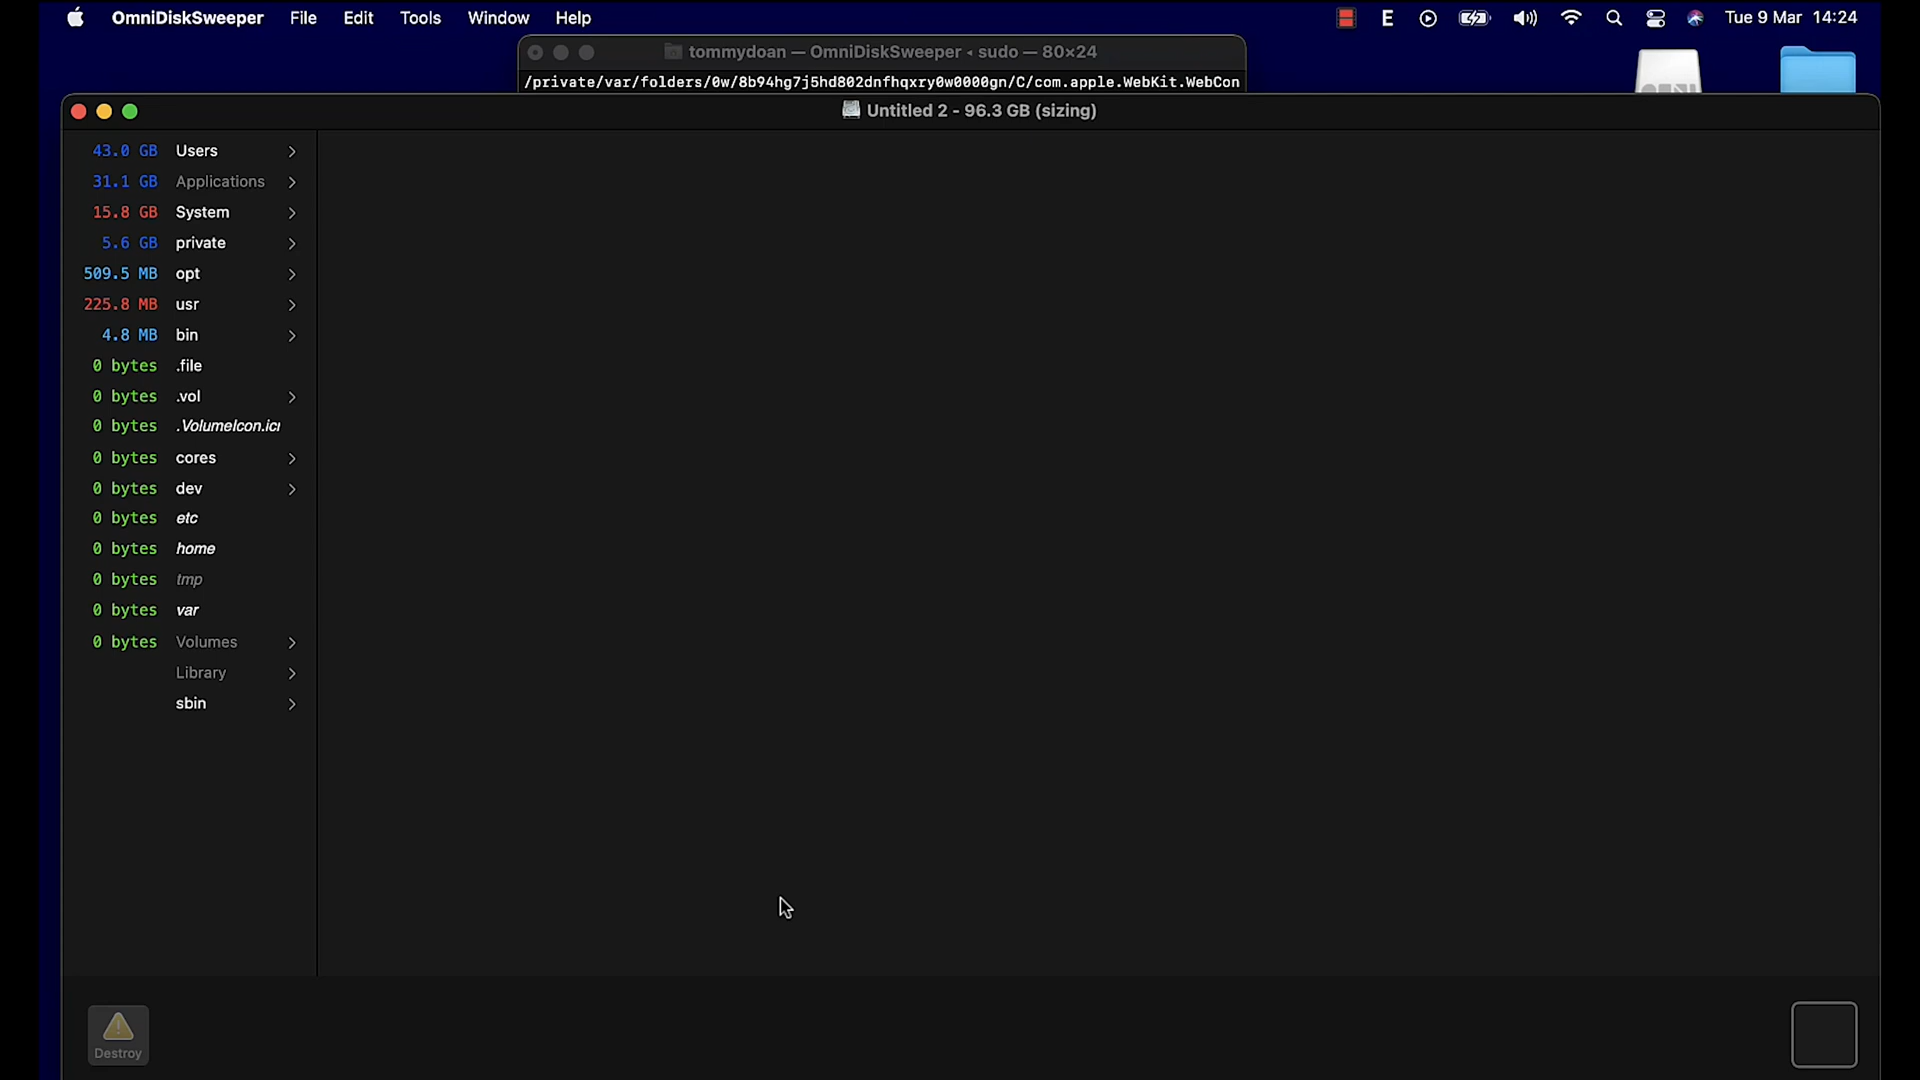 OmniDiskSweeper File Edit Tools Window Help E Tue 9 Mar 14:24
tommydoan — OmniDiskSweeper ◂ sudo — 80×24
/private/var/folders/0w/8b94hg7j5hd802dnfhqxry0w0000gn/C/com.apple.WebKit.WebCon
Untitled 2 - 96.3 GB (sizing)
43.0 GB Users
31.1 GB Applications
15.8 GB System
5.6 GB private
509.5 MB opt
225.8 MB usr
4.8 MB bin
0 bytes .file
0 bytes .vol
0 bytes .VolumeIcon.icr
0 bytes cores
0 bytes dev
0 bytes etc
0 bytes home
0 bytes tmp
0 bytes var
0 bytes Volumes
Library
sbin
Destroy